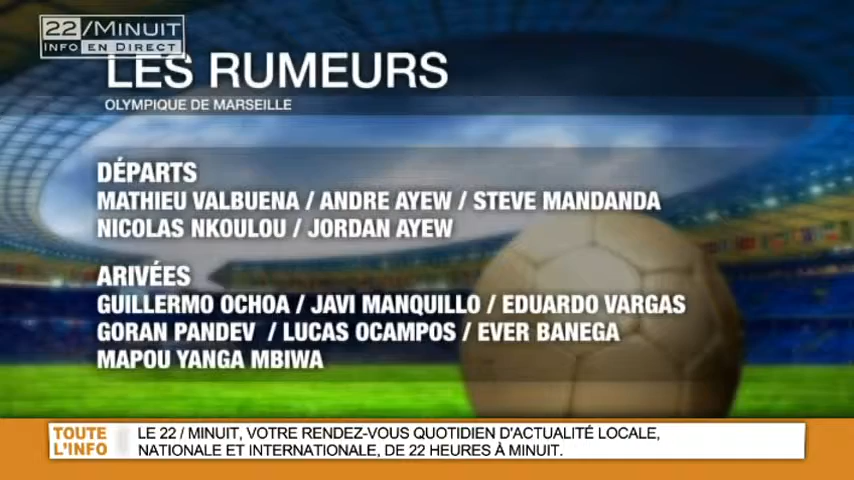 22/MINUIT
INFO EN DIRECT
LES RUMEURS
OLYMPIQUE DE MARSEILLE
DÉPARTS
MATHIEU VALBUENA / ANDRE AYEW / STEVE MANDANDA
NICOLAS NKOULOU / JORDAN AYEW
ARIVÉES
GUILLERMO OCHOA / JAVI MANQUILLO / EDUARDO VARGAS
GORAN PANDEV / LUCAS OCAMPOS / EVER BANEGA
MAPOU YANGA MBIWA
TOUTE L'INFO
LE 22 / MINUIT, VOTRE RENDEZ-VOUS QUOTIDIEN D'ACTUALITÉ LOCALE,
NATIONALE ET INTERNATIONALE, DE 22 HEURES À MINUIT.